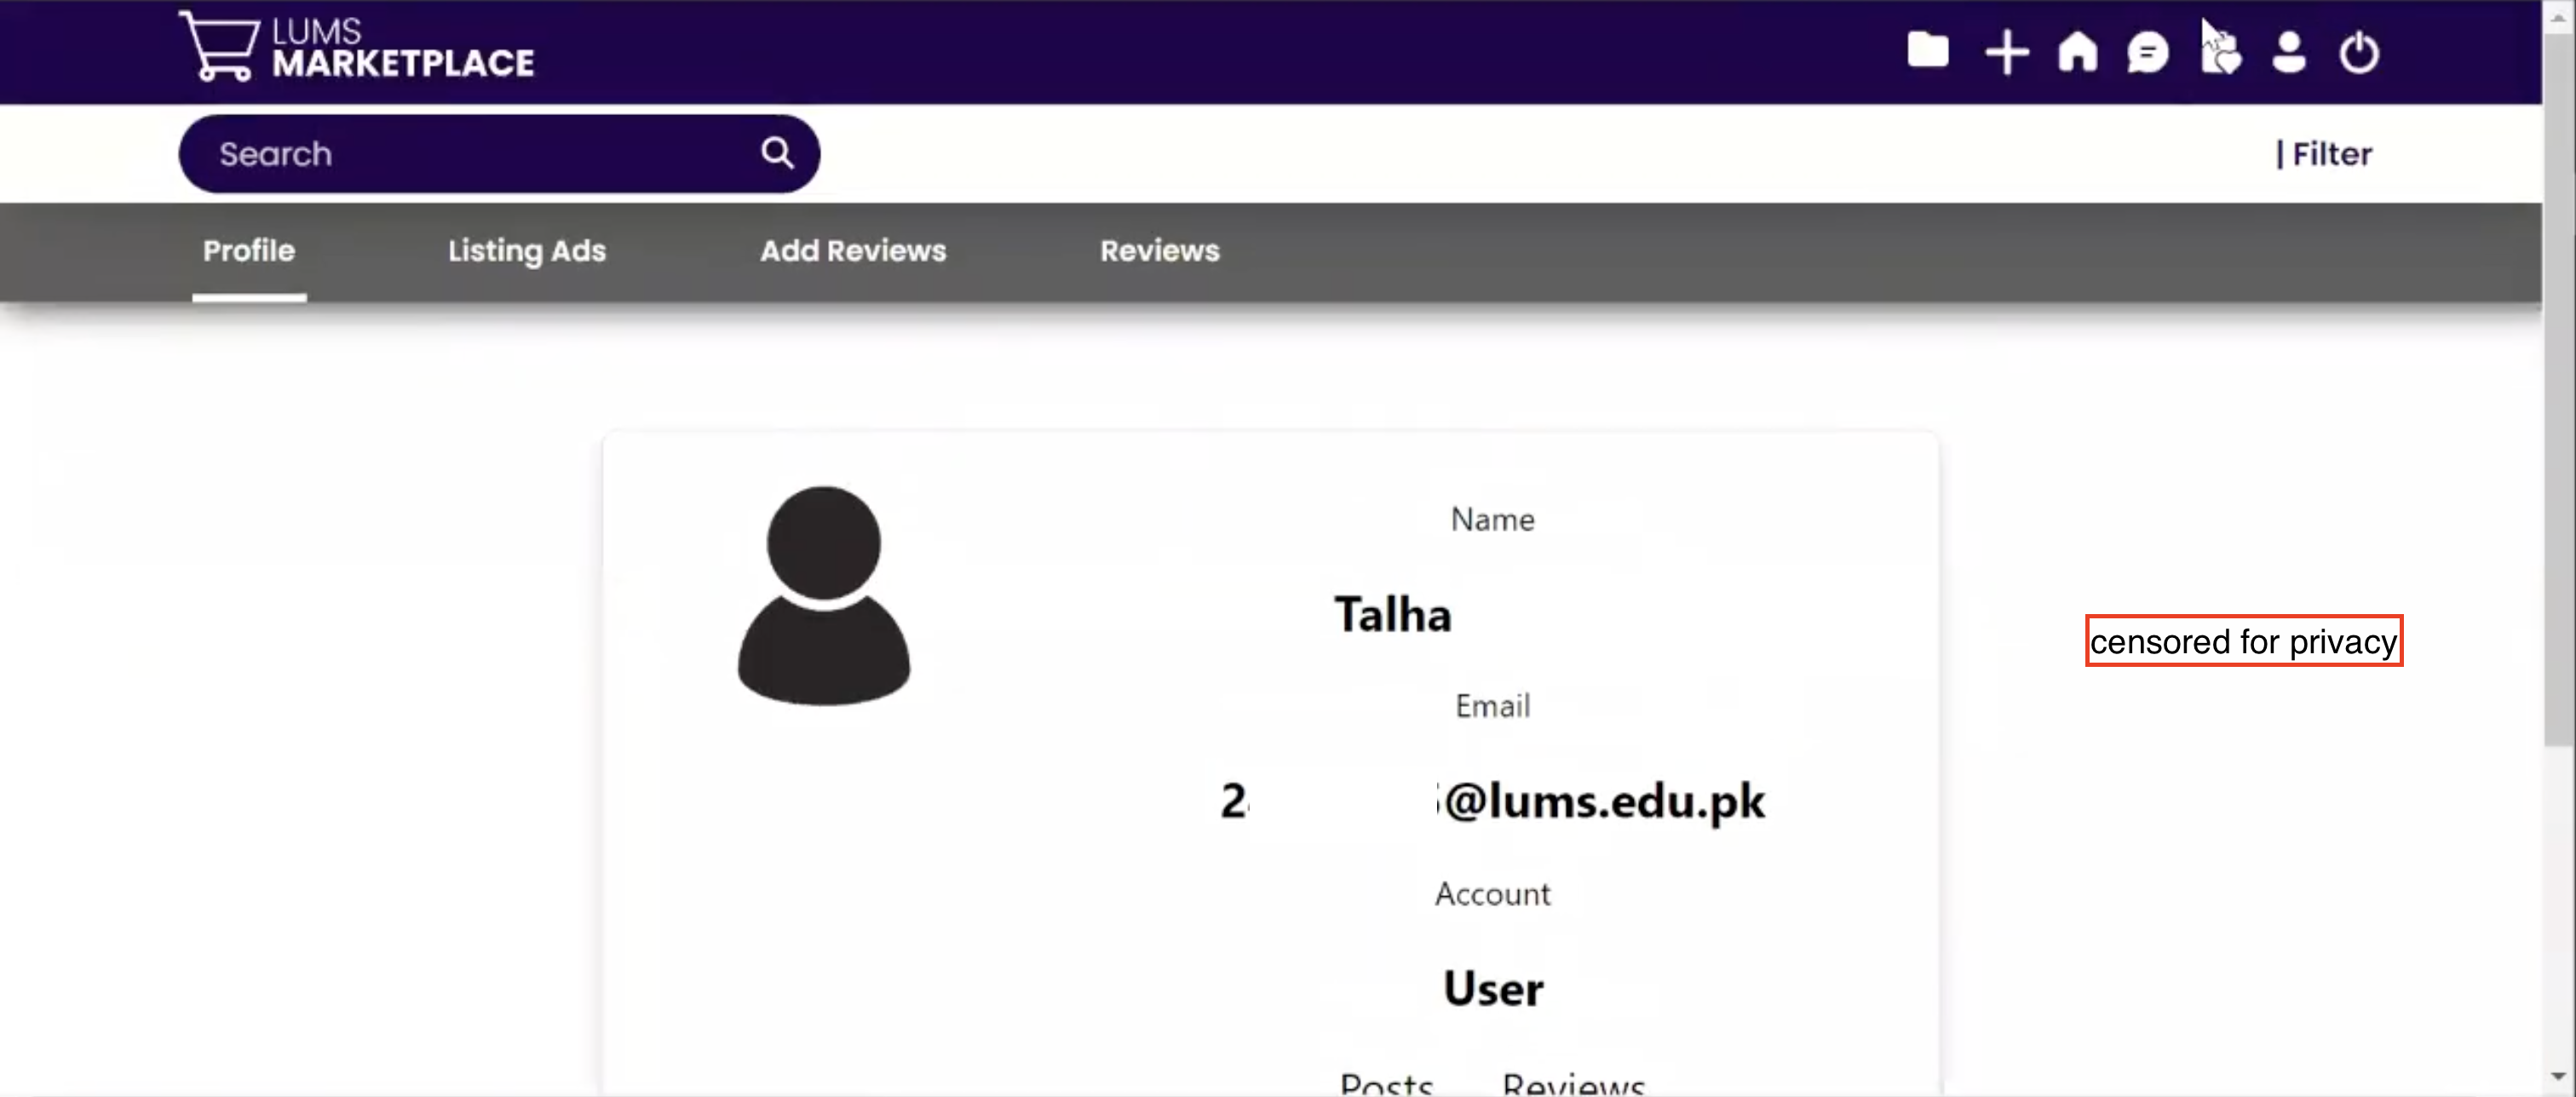 LUMS
MARKETPLACE
Search
| Filter
Profile Listing Ads Add Reviews Reviews
Name
Talha
censored for privacy
Email
2 @lums.edu.pk
Account
User
Posts Reviews